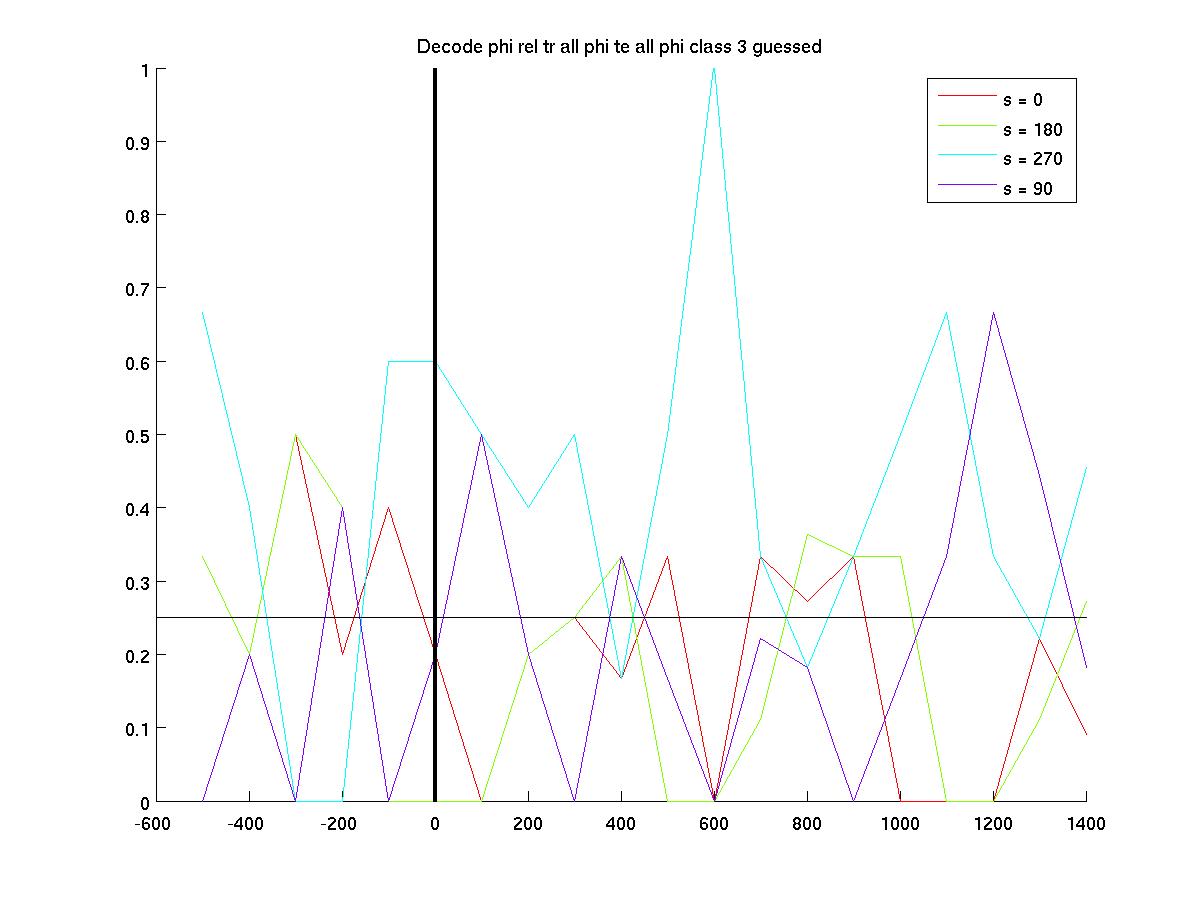 Decode phi rel tr all phi te all phi class 3 guessed
s = 0
s = 180
s = 270
s = 90
1
0.9
0.8
0.7
0.6
0.5
0.4
0.3
0.2
0.1
0
-600 -400 -200 0 200 400 600 800 1000 1200 1400